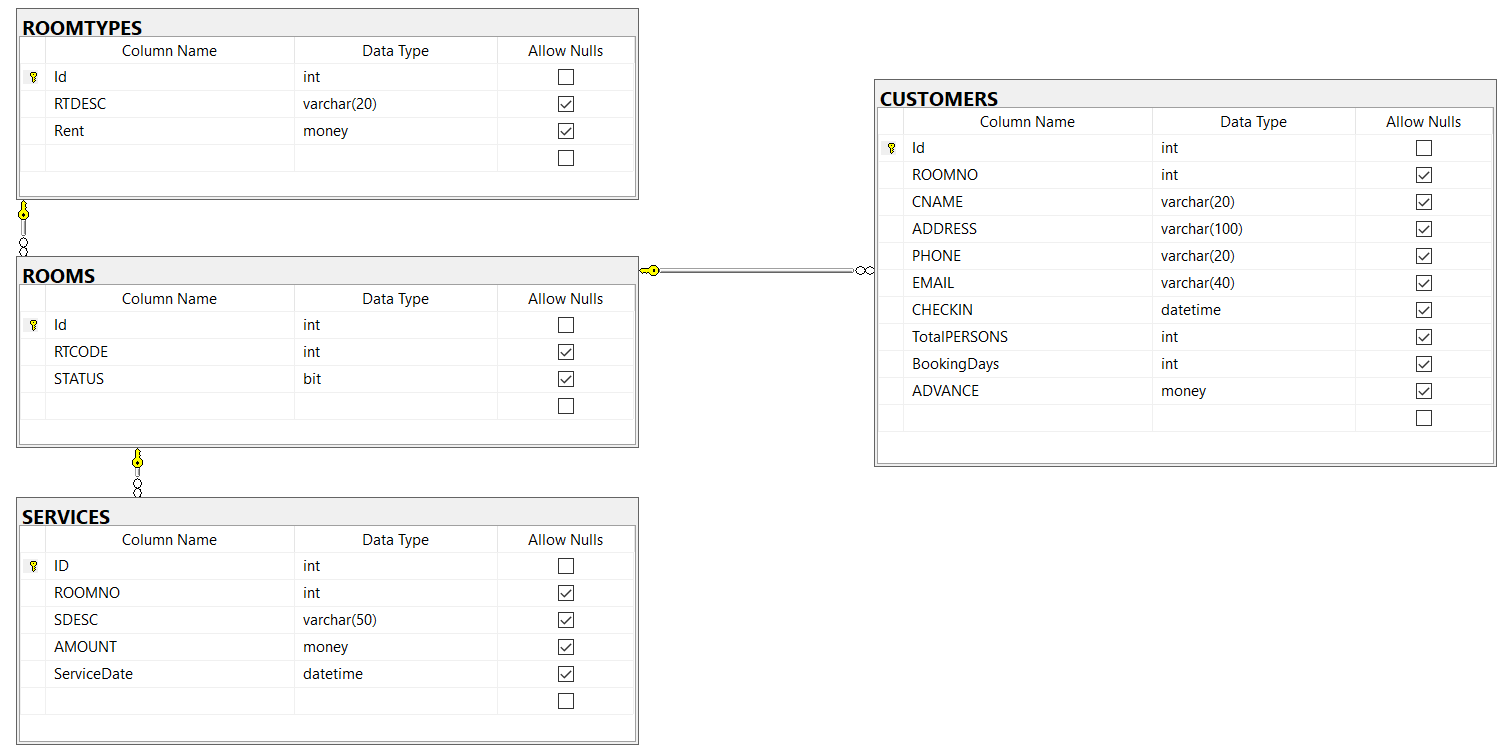 ROOMTYPES
Column Name Data Type Allow Nulls
Id int
RTDESC varchar(20)
Rent money
ROOMS
Column Name Data Type Allow Nulls
Id int
RTCODE int
STATUS bit
SERVICES
Column Name Data Type Allow Nulls
ID int
ROOMNO int
SDESC varchar(50)
AMOUNT money
ServiceDate datetime
CUSTOMERS
Column Name Data Type Allow Nulls
Id int
ROOMNO int
CNAME varchar(20)
ADDRESS varchar(100)
PHONE varchar(20)
EMAIL varchar(40)
CHECKIN datetime
TotalPERSONS int
BookingDays int
ADVANCE money